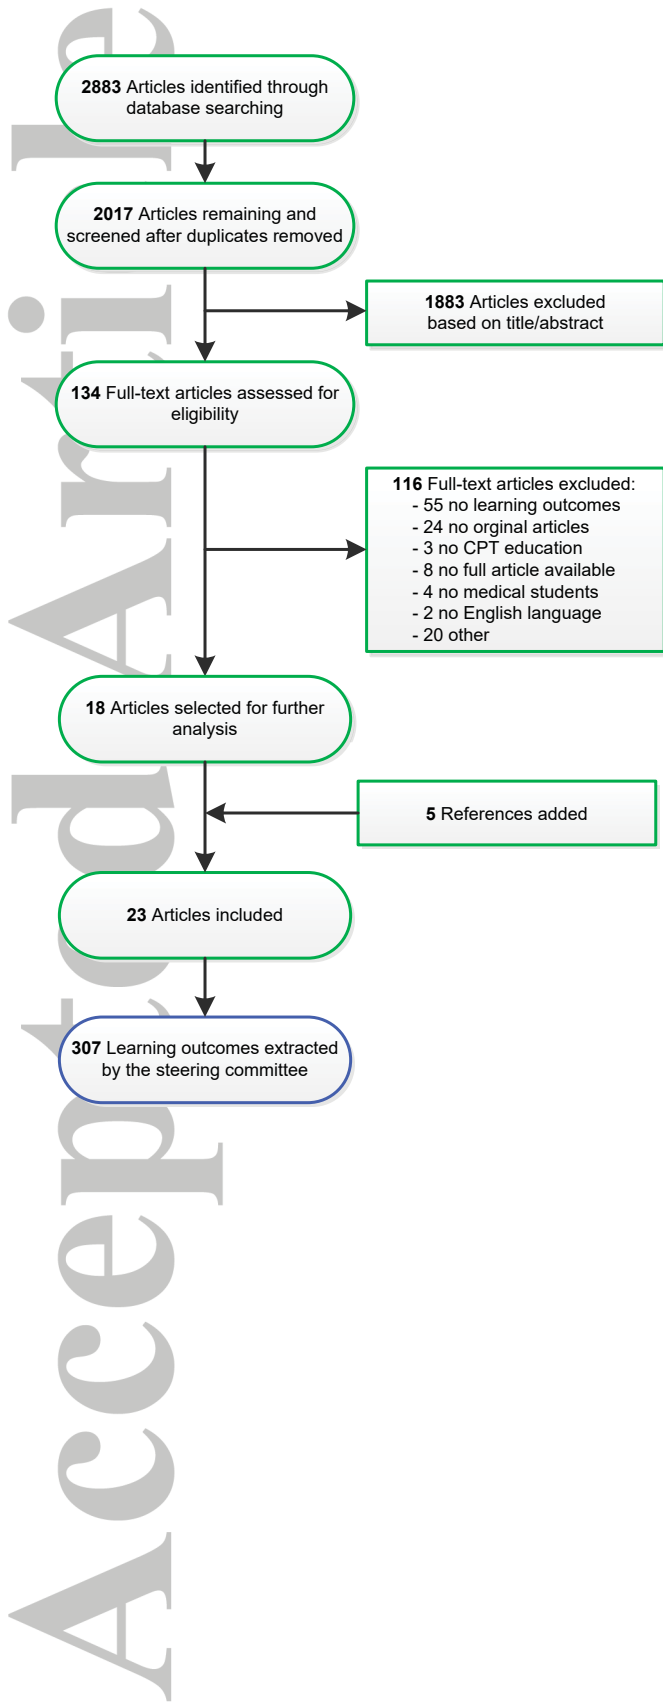 2883 Articles identified through
database searching
2017 Articles remaining and
screened after duplicates removed
1883 Articles excluded
based on title/abstract
134 Full-text articles assessed for
eligibility
116 Full-text articles excluded:
- 55 no learning outcomes
- 24 no orginal articles
- 3 no CPT education
- 8 no full article available
- 4 no medical students
- 2 no English language
- 20 other
18 Articles selected for further
analysis
5 References added
23 Articles included
307 Learning outcomes extracted
by the steering committee
Accepted Article